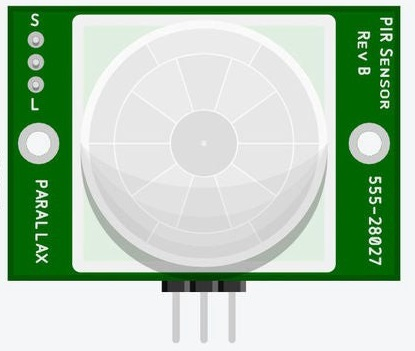 S
L
PARALLAX
PIR SENSOR
REV B
555-28027